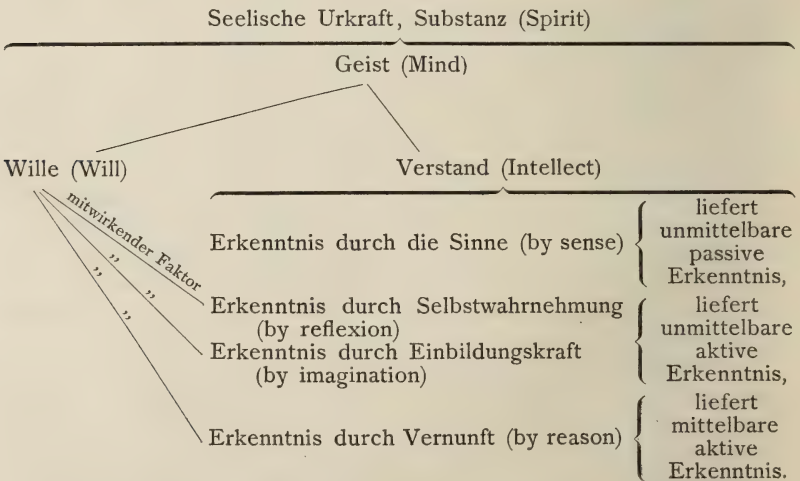 Seelische Urkraft, Substanz (Spirit)
Geist (Mind)
Wille (Will)
Verstand (Intellect)
mitwirkender Faktor
„ „
„
„
Erkenntnis durch die Sinne (by sense)
liefert
unmittelbare
passive
Erkenntnis,
Erkenntnis durch Selbstwahrnehmung
(by reflexion)
Erkenntnis durch Einbildungskraft
(by imagination)
liefert
unmittelbare
aktive
Erkenntnis,
Erkenntnis durch Vernunft (by reason)
liefert
mittelbare
aktive
Erkenntnis.